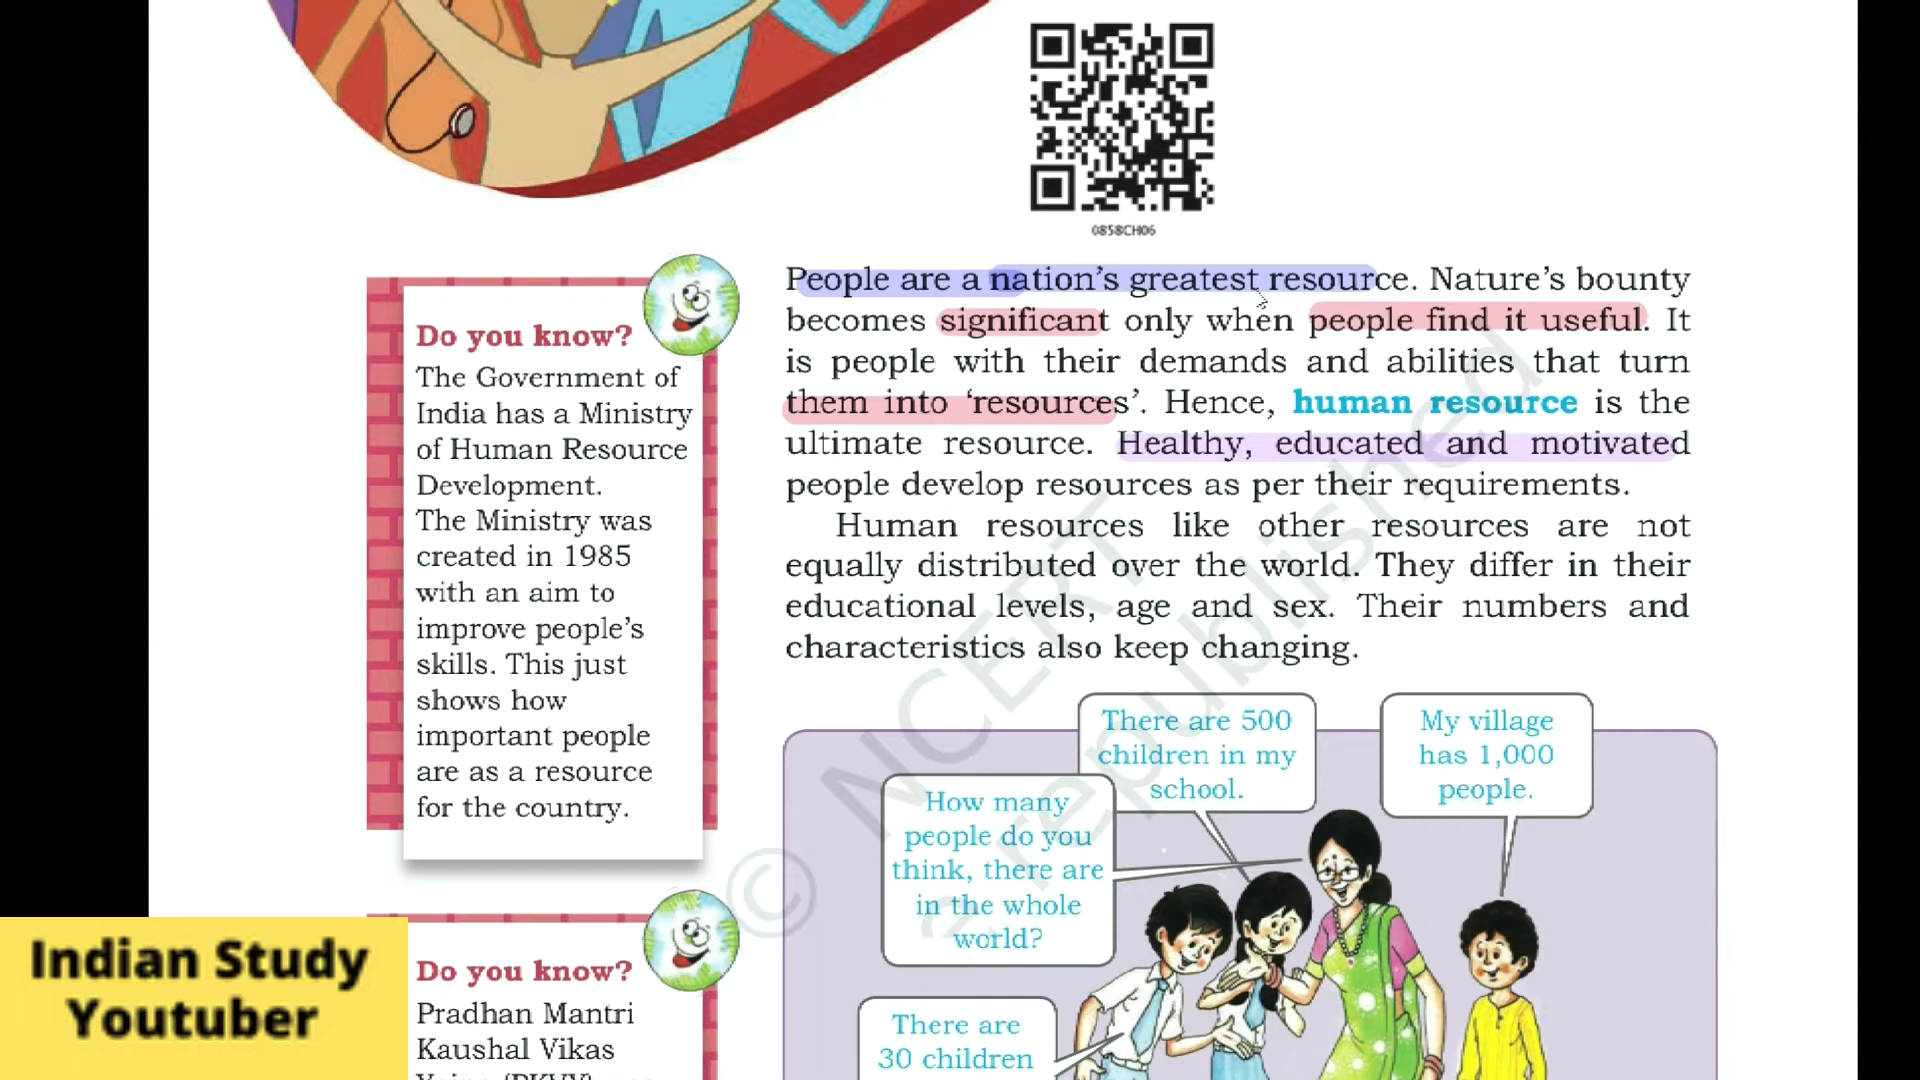 0858CH06
People are a nation's greatest resource. Nature's bounty
becomes significant only when people find it useful. It
is people with their demands and abilities that turn
them into 'resources'. Hence, human resource is the
ultimate resource. Healthy, educated and motivated
people develop resources as per their requirements.
Human resources like other resources are not
equally distributed over the world. They differ in their
educational levels, age and sex. Their numbers and
characteristics also keep changing.
Do you know?
The Government of
India has a Ministry
of Human Resource
Development.
The Ministry was
created in 1985
with an aim to
improve people's
skills. This just
shows how
important people
are as a resource
for the country.
Do you know?
Pradhan Mantri
Kaushal Vikas
There are 500
children in my
school.
My village
has 1,000
people.
How many
people do you
think, there are
in the whole
world?
There are
30 children
© NCERT
republished
Indian Study
Youtuber